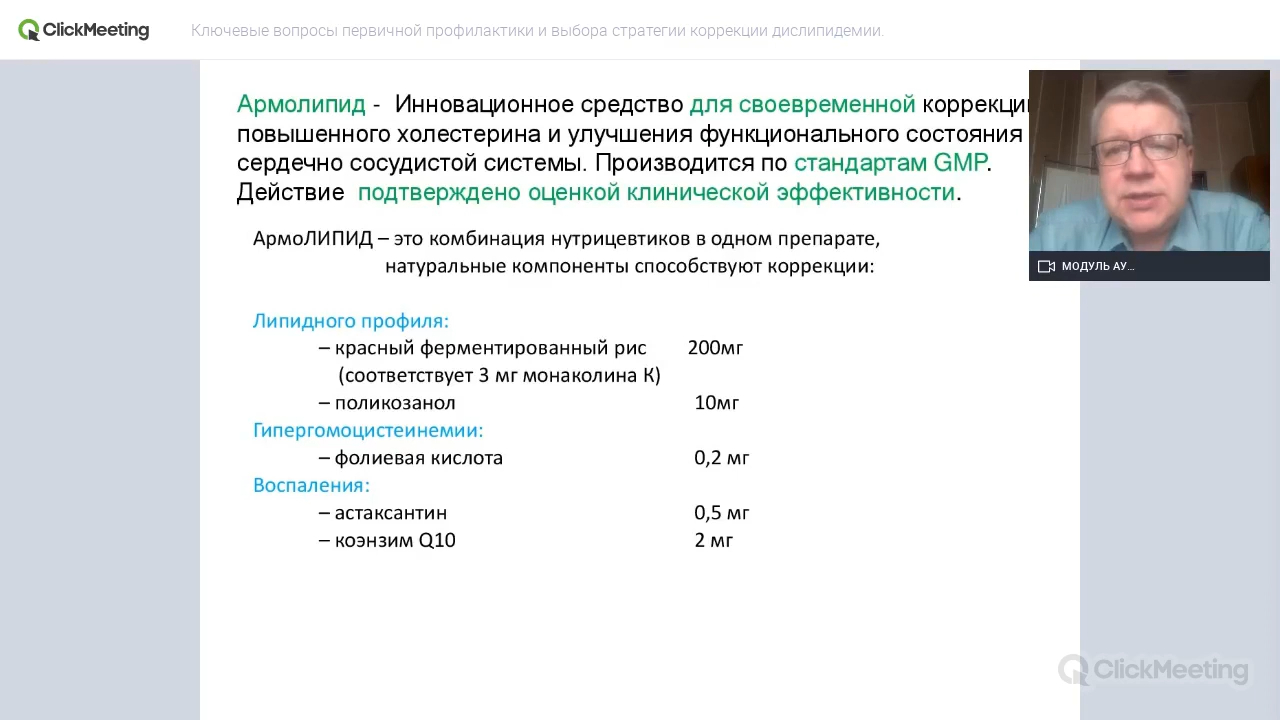 ClickMeeting
Ключевые вопросы первичной профилактики и выбора стратегии коррекции дислипидемии.
Армолипид - Инновационное средство для своевременной коррекции
повышенного холестерина и улучшения функционального состояния
сердечно сосудистой системы. Производится по стандартам GMP.
Действие подтверждено оценкой клинической эффективности.
МОДУЛЬ АУ...
АрмоЛИПИД – это комбинация нутрицевтиков в одном препарате,
натуральные компоненты способствуют коррекции:
Липидного профиля:
– красный ферментированный рис 200мг
(соответствует 3 мг монаколина К)
– поликозанол 10мг
Гипергомоцистеинемии:
– фолиевая кислота 0,2 мг
Воспаления:
– астаксантин 0,5 мг
– коэнзим Q10 2 мг
ClickMeeting